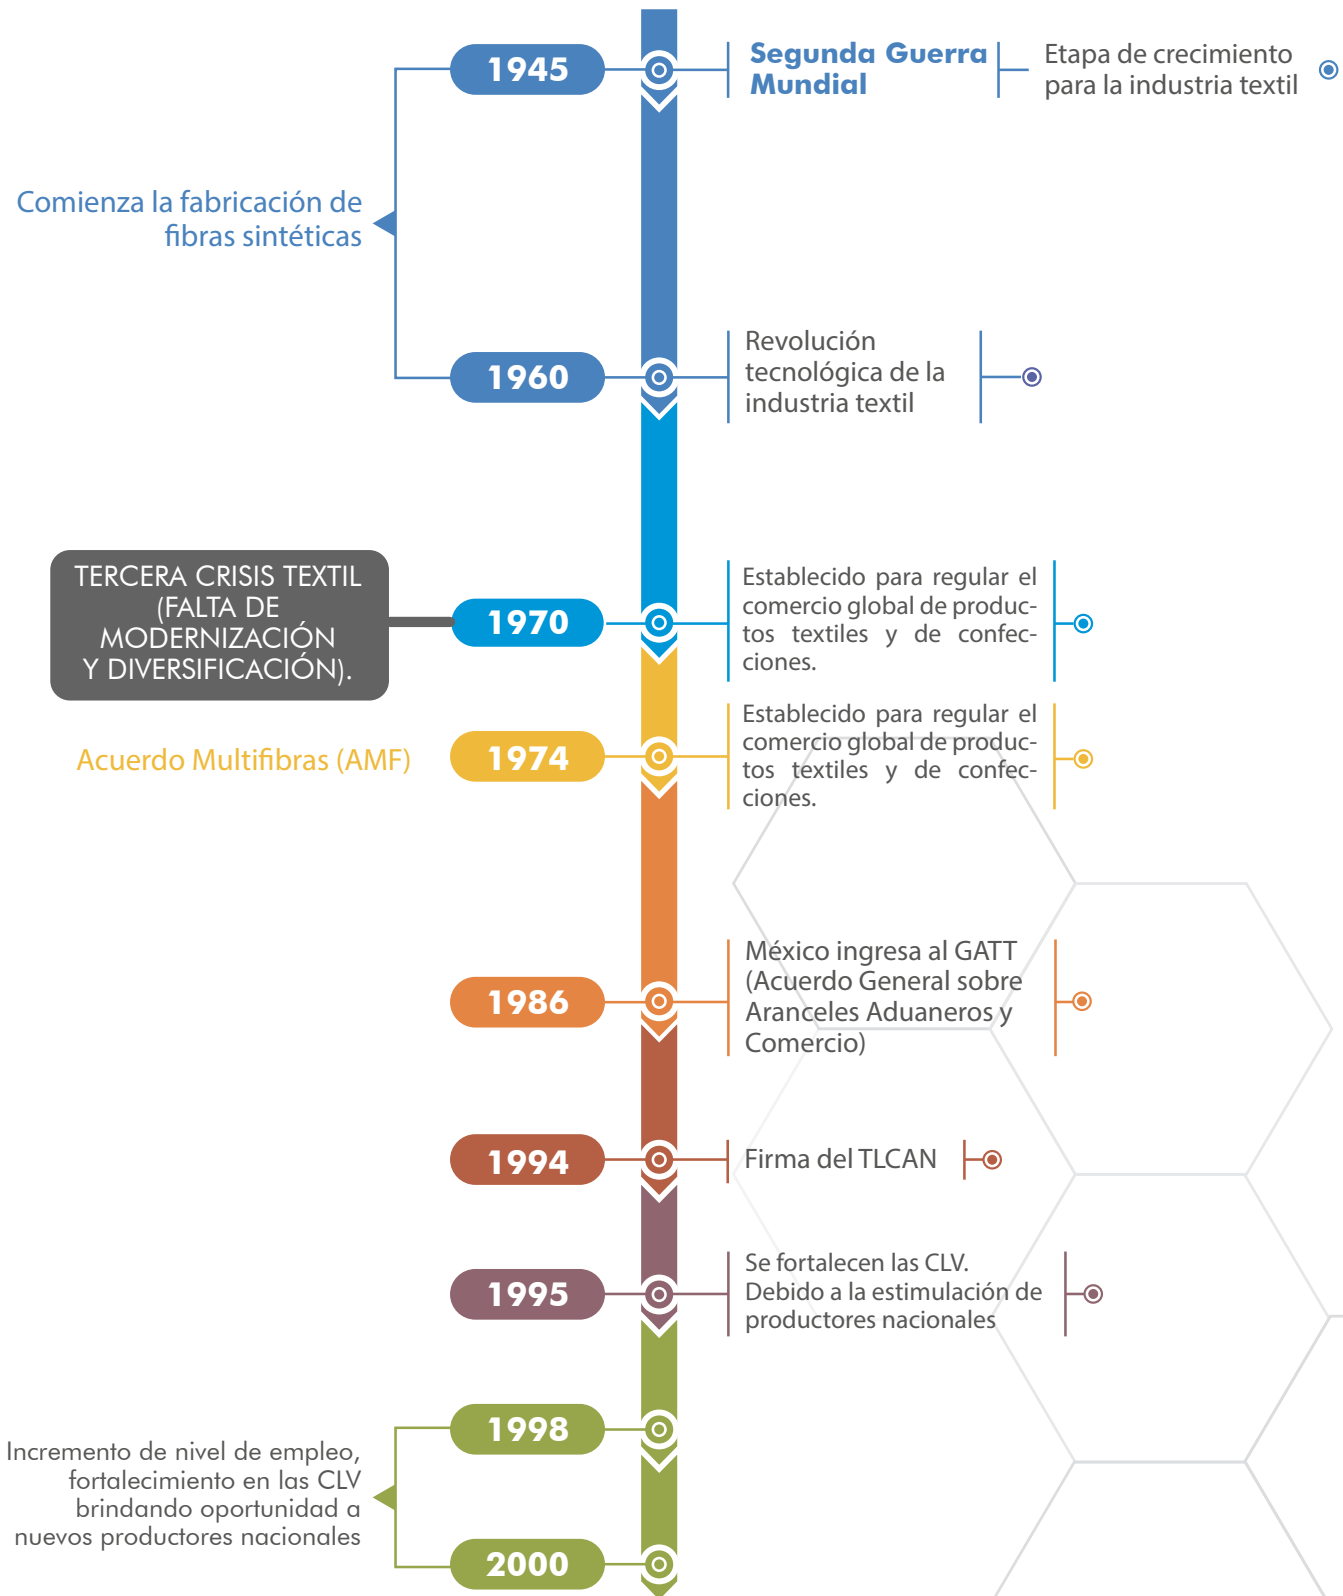 1945
Segunda Guerra
Mundial
Etapa de crecimiento
para la industria textil
Comienza la fabricación de
fibras sintéticas
1960
Revolución
tecnológica de la
industria textil
TERCERA CRISIS TEXTIL
(FALTA DE
MODERNIZACIÓN
Y DIVERSIFICACIÓN).
1970
Establecido para regular el
comercio global de produc-
tos textiles y de confec-
ciones.
Acuerdo Multifibras (AMF)
1974
Establecido para regular el
comercio global de produc-
tos textiles y de confec-
ciones.
1986
México ingresa al GATT
(Acuerdo General sobre
Aranceles Aduaneros y
Comercio)
1994
Firma del TLCAN
1995
Se fortalecen las CLV.
Debido a la estimulación de
productores nacionales
1998
Incremento de nivel de empleo,
fortalecimiento en las CLV
brindando oportunidad a
nuevos productores nacionales
2000